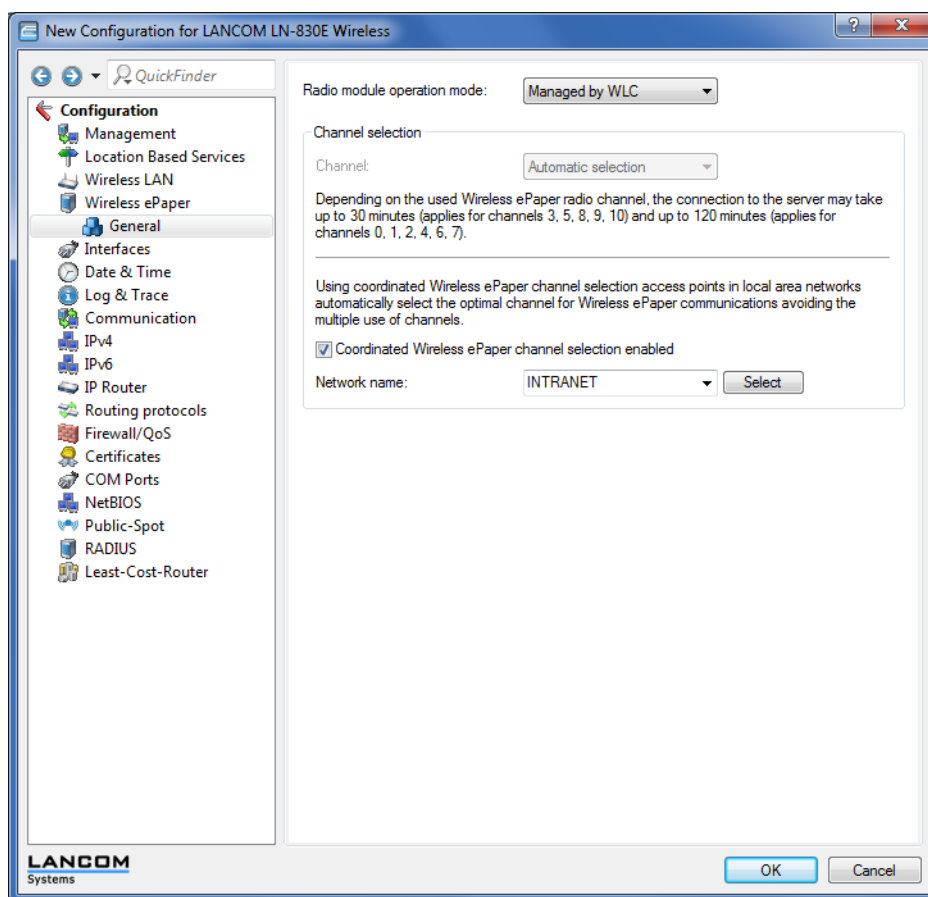 New Configuration for LANCOM LN-830E Wireless
?
QuickFinder
Configuration
Management
Location Based Services
Wireless LAN
Wireless ePaper
General
Interfaces
Date & Time
Log & Trace
Communication
IPv4
IPv6
IP Router
Routing protocols
Firewall/QoS
Certificates
COM Ports
NetBIOS
Public-Spot
RADIUS
Least-Cost-Router
Radio module operation mode: Managed by WLC
Channel selection
Channel: Automatic selection
Depending on the used Wireless ePaper radio channel, the connection to the server may take
up to 30 minutes (applies for channels 3, 5, 8, 9, 10) and up to 120 minutes (applies for
channels 0, 1, 2, 4, 6, 7).
Using coordinated Wireless ePaper channel selection access points in local area networks
automatically select the optimal channel for Wireless ePaper communications avoiding the
multiple use of channels.
Coordinated Wireless ePaper channel selection enabled
Network name: INTRANET Select
LANCOM
Systems
OK Cancel